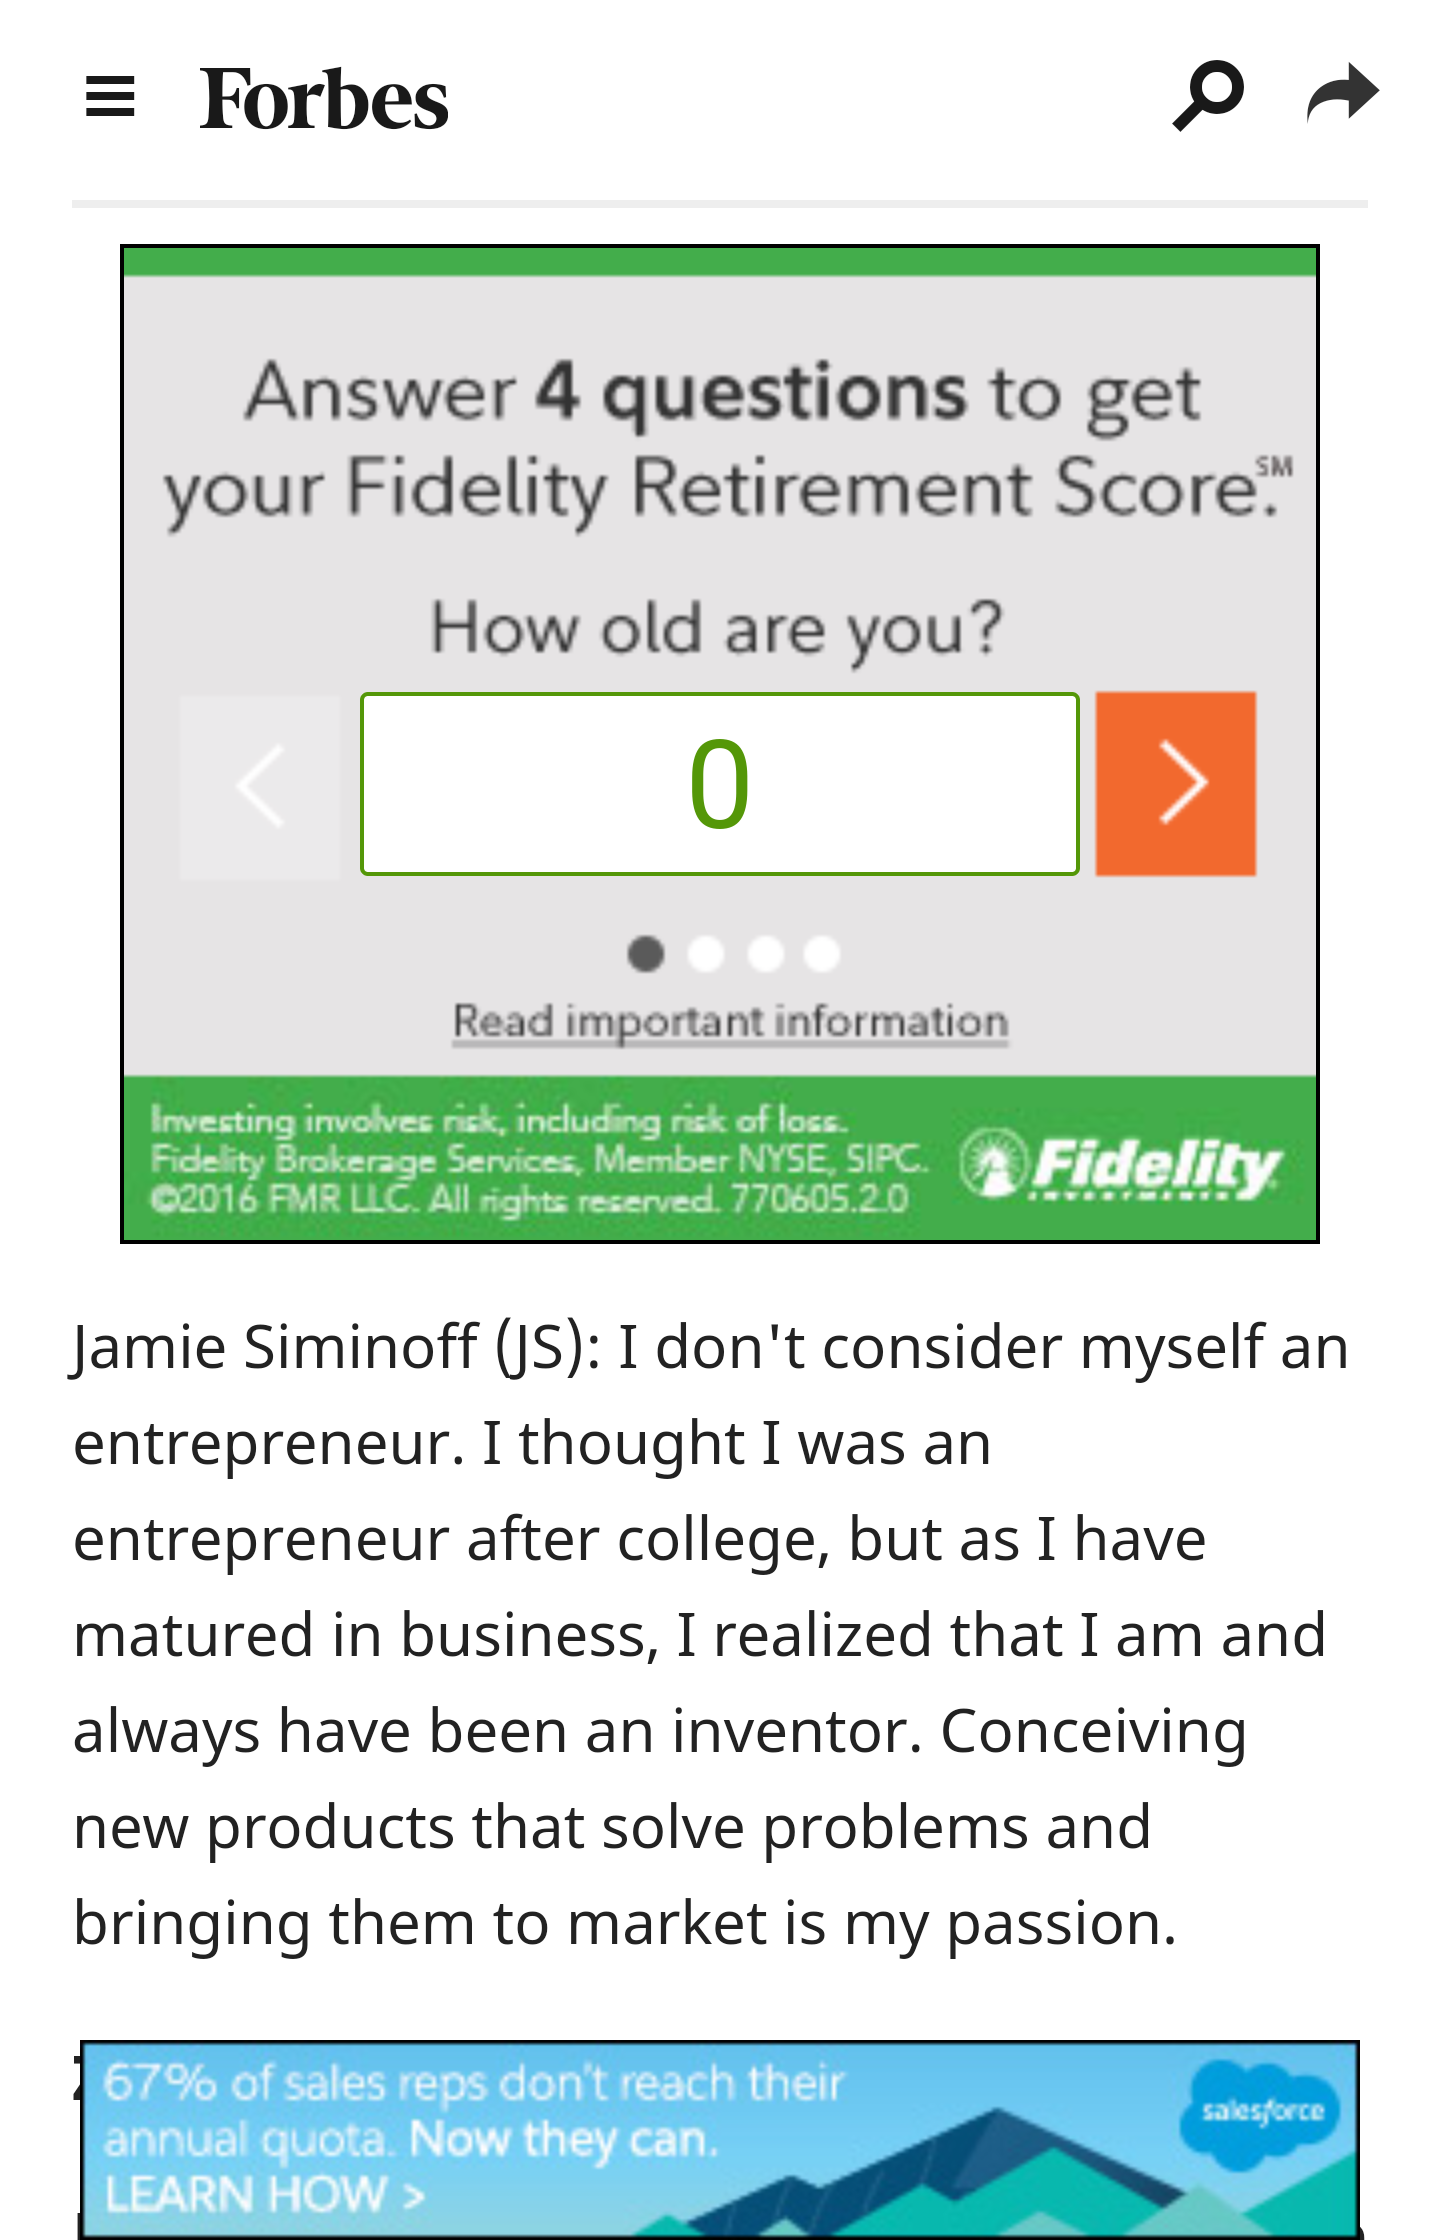 Forbes
Answer 4 questions to get
your Fidelity Retirement Score.℠
How old are you?
0
Read important information
Investing involves risk, including risk of loss.
Fidelity Brokerage Services, Member NYSE, SIPC.
©2016 FMR LLC. All rights reserved. 770605.2.0
Fidelity
INVESTMENTS
Jamie Siminoff (JS): I don't consider myself an
entrepreneur. I thought I was an
entrepreneur after college, but as I have
matured in business, I realized that I am and
always have been an inventor. Conceiving
new products that solve problems and
bringing them to market is my passion.
67% of sales reps don't reach their
annual quota. Now they can.
LEARN HOW >
salesforce